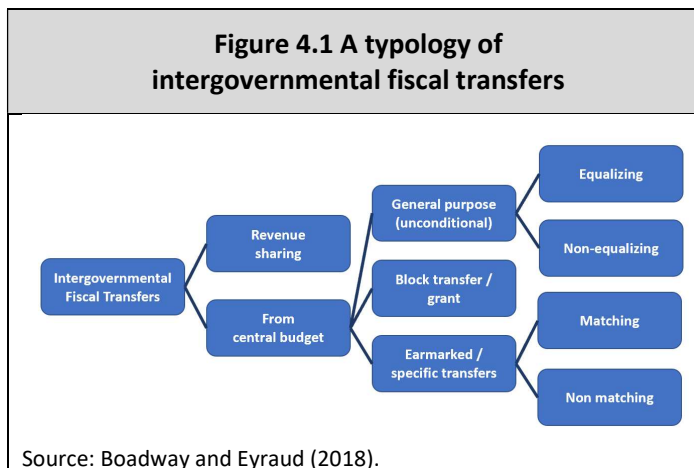 Figure 4.1 A typology of
intergovernmental fiscal transfers
Intergovernmental
Fiscal Transfers
Revenue
sharing
From
central budget
General purpose
(unconditional)
Block transfer /
grant
Earmarked /
specific transfers
Equalizing
Non-equalizing
Matching
Non matching
Source: Boadway and Eyraud (2018).